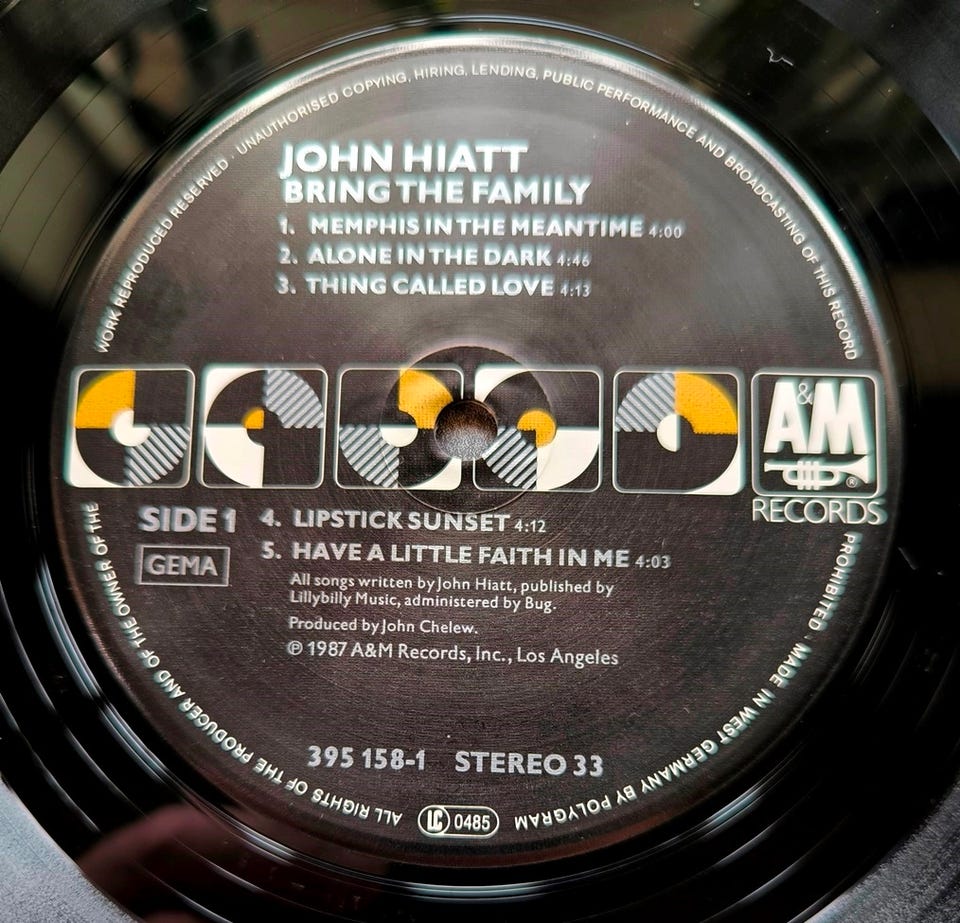 JOHN HIATT
BRING THE FAMILY
1. MEMPHIS IN THE MEANTIME 4:00
2. ALONE IN THE DARK 4:46
3. THING CALLED LOVE 4:13
A&M
®
RECORDS
SIDE 1
GEMA
4. LIPSTICK SUNSET 4:12
5. HAVE A LITTLE FAITH IN ME 4:03
All songs written by John Hiatt, published by
Lillybilly Music, administered by Bug.
Produced by John Chelew.
℗ 1987 A&M Records, Inc., Los Angeles
395 158-1 STEREO 33
LC 0485
ALL RIGHTS OF THE PRODUCER AND OF THE OWNER OF THE WORK REPRODUCED RESERVED · UNAUTHORISED COPYING, HIRING, LENDING, PUBLIC PERFORMANCE AND BROADCASTING OF THIS RECORD PROHIBITED · MADE IN WEST GERMANY BY POLYGRAM